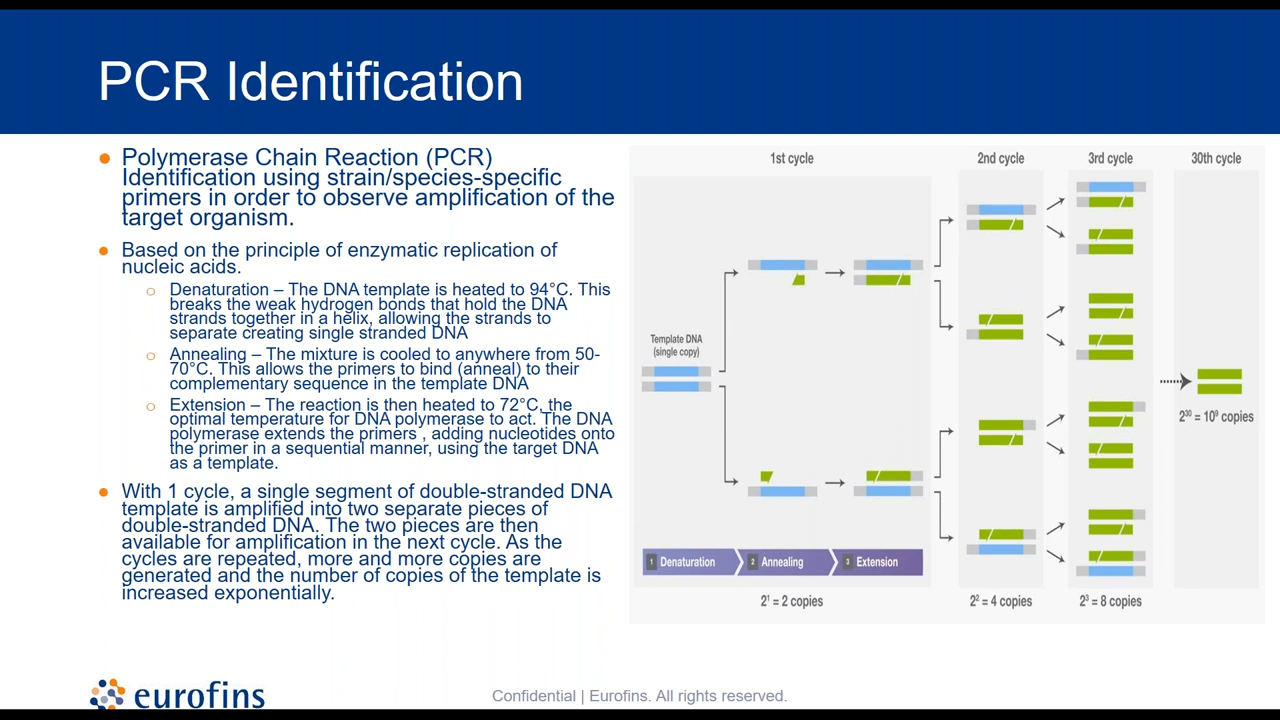 PCR Identification
Polymerase Chain Reaction (PCR)
Identification using strain/species-specific
primers in order to observe amplification of the
target organism.
Based on the principle of enzymatic replication of
nucleic acids.
Denaturation – The DNA template is heated to 94°C. This
breaks the weak hydrogen bonds that hold the DNA
strands together in a helix, allowing the strands to
separate creating single stranded DNA
Annealing – The mixture is cooled to anywhere from 50-
70°C. This allows the primers to bind (anneal) to their
complementary sequence in the template DNA
Extension – The reaction is then heated to 72°C, the
optimal temperature for DNA polymerase to act. The DNA
polymerase extends the primers , adding nucleotides onto
the primer in a sequential manner, using the target DNA
as a template.
With 1 cycle, a single segment of double-stranded DNA
template is amplified into two separate pieces of
double-stranded DNA. The two pieces are then
available for amplification in the next cycle. As the
cycles are repeated, more and more copies are
generated and the number of copies of the template is
increased exponentially.
1st cycle
2nd cycle
3rd cycle
30th cycle
Template DNA
(single copy)
2³⁰ = 10⁹ copies
1 Denaturation
2 Annealing
3 Extension
2¹ = 2 copies
2² = 4 copies
2³ = 8 copies
eurofins
Confidential | Eurofins. All rights reserved.